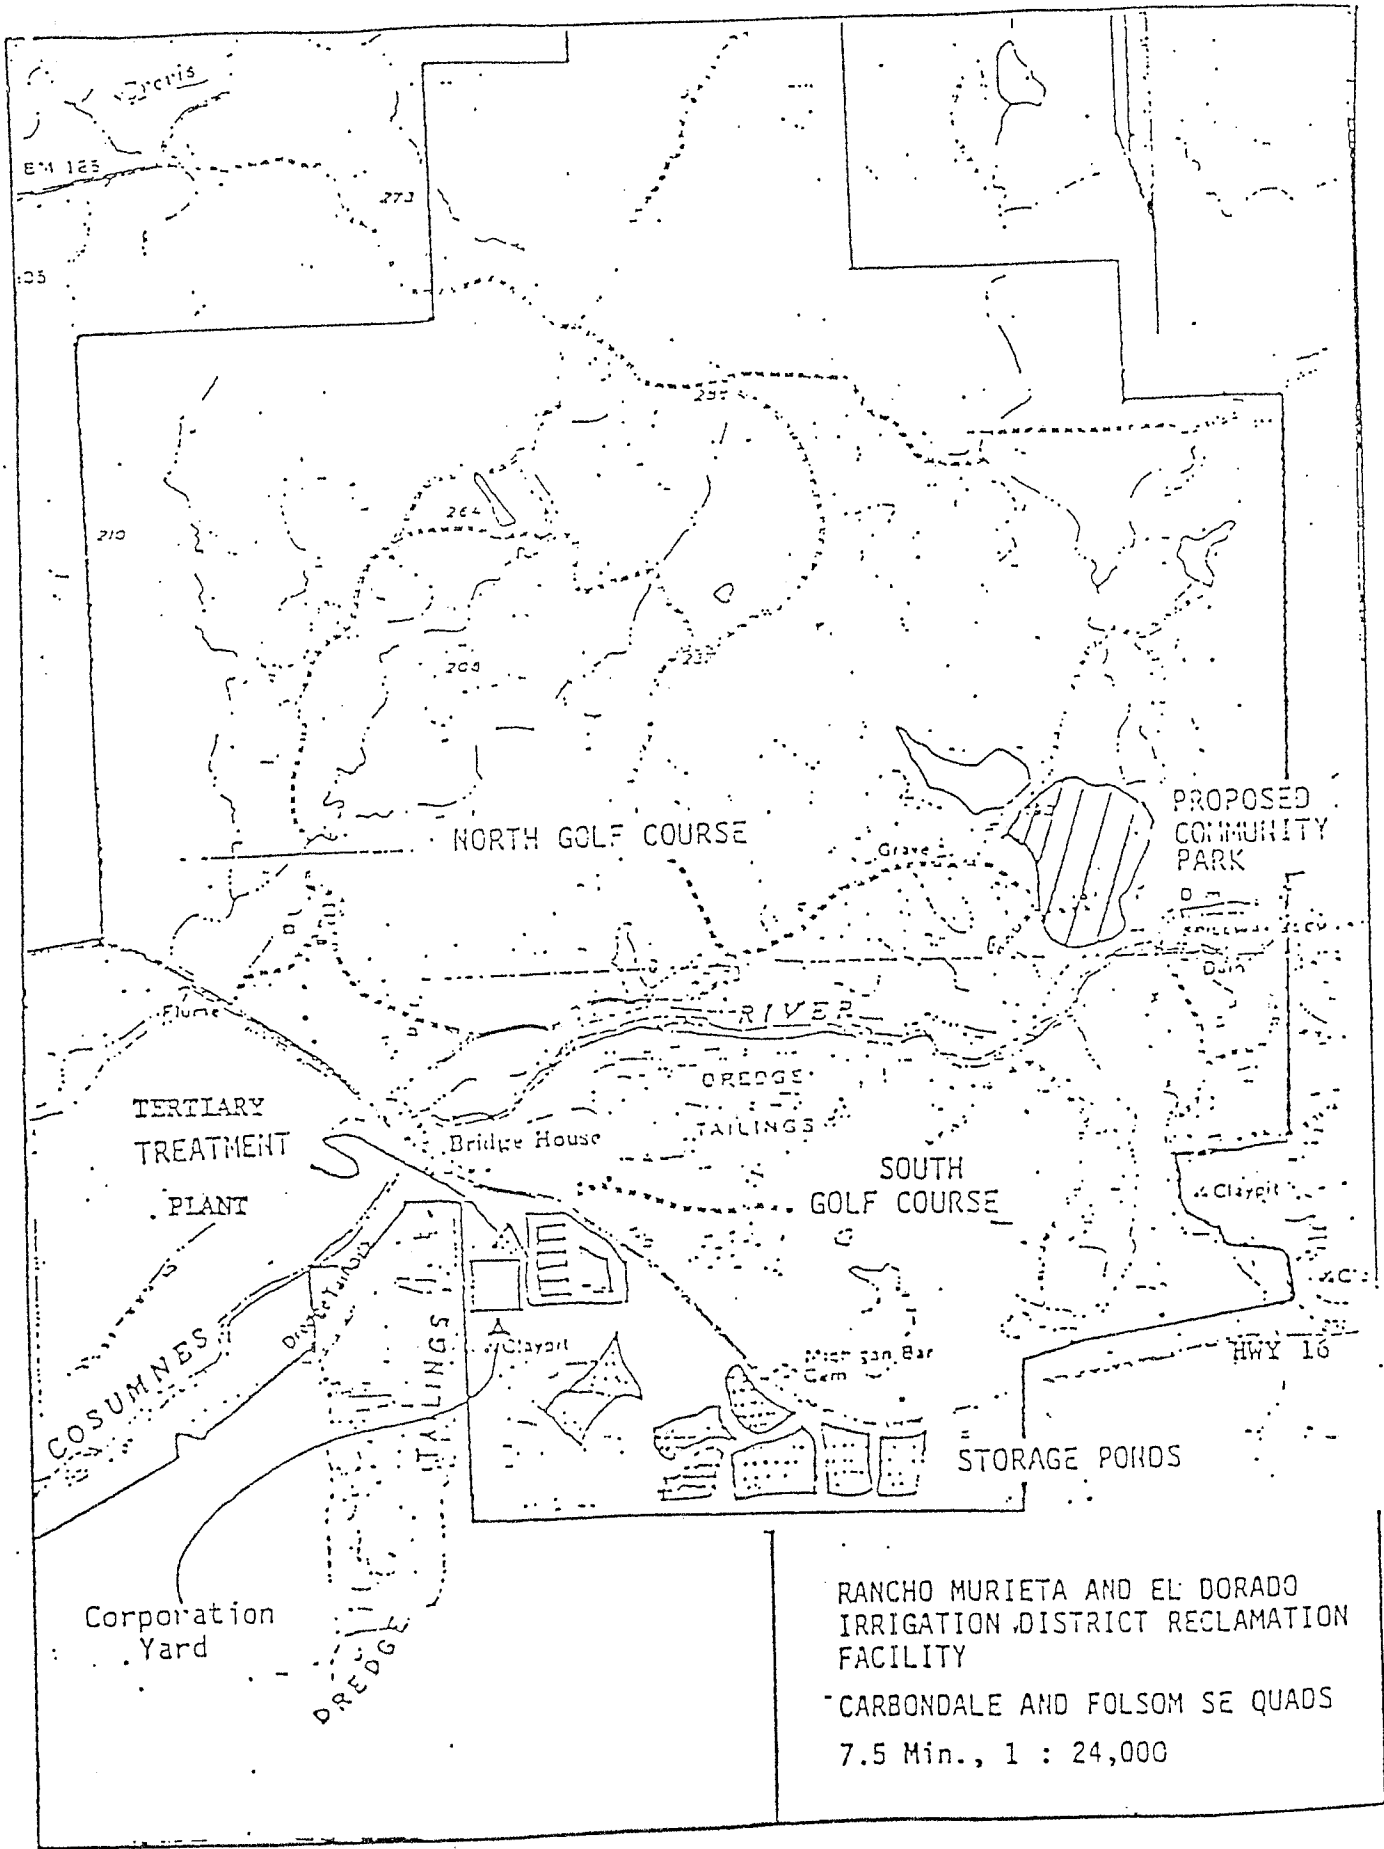 BM 125
273
264
210
208
237
NORTH GOLF COURSE
PROPOSED
COMMUNITY
PARK
Grave
Dam
Flume
RIVER
DREDGE
TAILINGS
TERTIARY
TREATMENT
PLANT
Bridge House
SOUTH
GOLF COURSE
Claypit
Claypit
TAILINGS
COSUMNES
Michigan Bar
Cem
HWY 16
STORAGE PONDS
Corporation
Yard
DREDGE
RANCHO MURIETA AND EL DORADO
IRRIGATION DISTRICT RECLAMATION
FACILITY
CARBONDALE AND FOLSOM SE QUADS
7.5 Min., 1 : 24,000